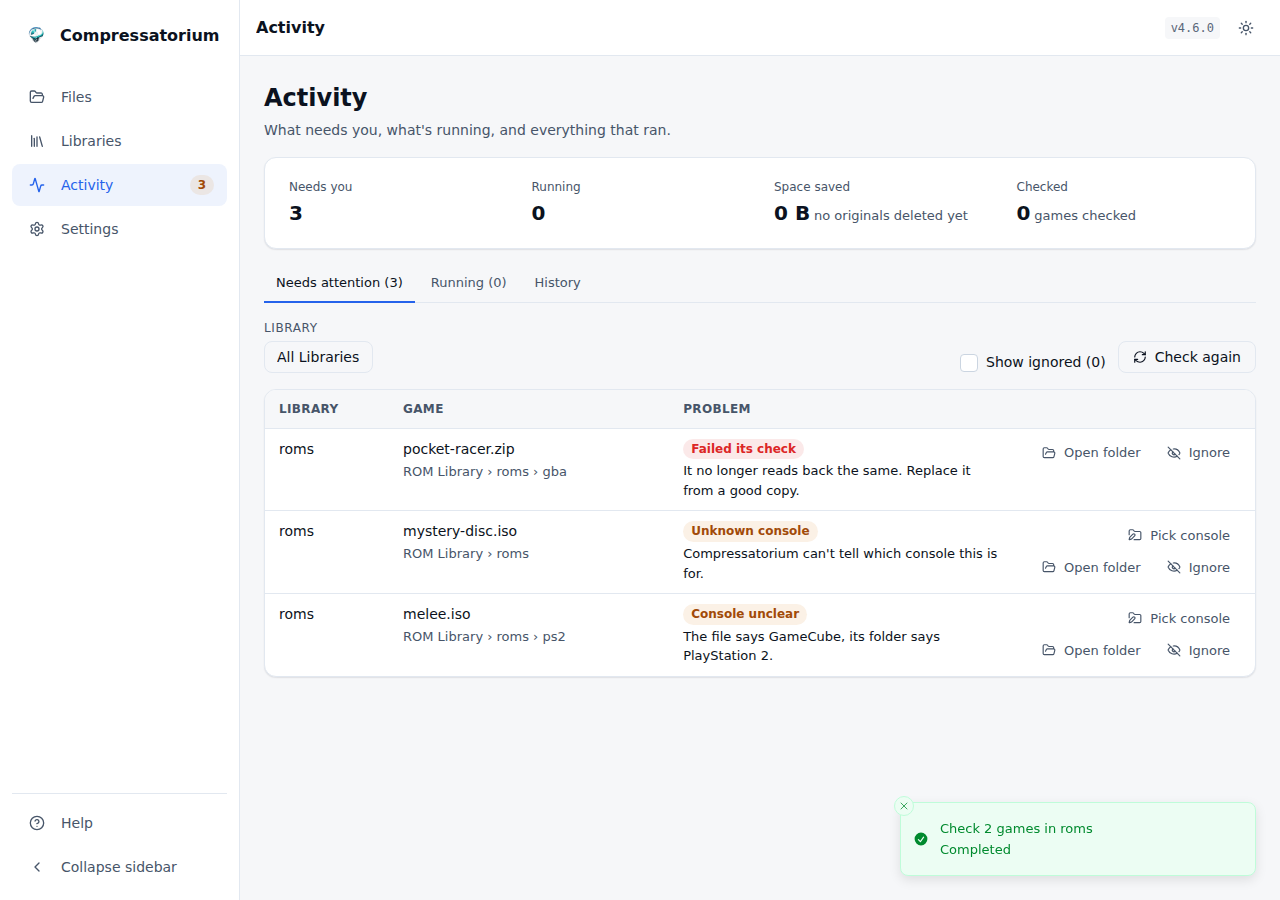 Compressatorium
Activity
v4.6.0
Files
Libraries
Activity
3
Settings
Help
Collapse sidebar
Activity
What needs you, what's running, and everything that ran.
Needs you
3
Running
0
Space saved
0 B no originals deleted yet
Checked
0 games checked
Needs attention (3)
Running (0)
History
LIBRARY
All Libraries
Show ignored (0)
Check again
LIBRARY
GAME
PROBLEM
roms
pocket-racer.zip
ROM Library › roms › gba
Failed its check
It no longer reads back the same. Replace it
from a good copy.
Open folder
Ignore
roms
mystery-disc.iso
ROM Library › roms
Unknown console
Compressatorium can't tell which console this is
for.
Pick console
Open folder
Ignore
roms
melee.iso
ROM Library › roms › ps2
Console unclear
The file says GameCube, its folder says
PlayStation 2.
Pick console
Open folder
Ignore
Check 2 games in roms
Completed